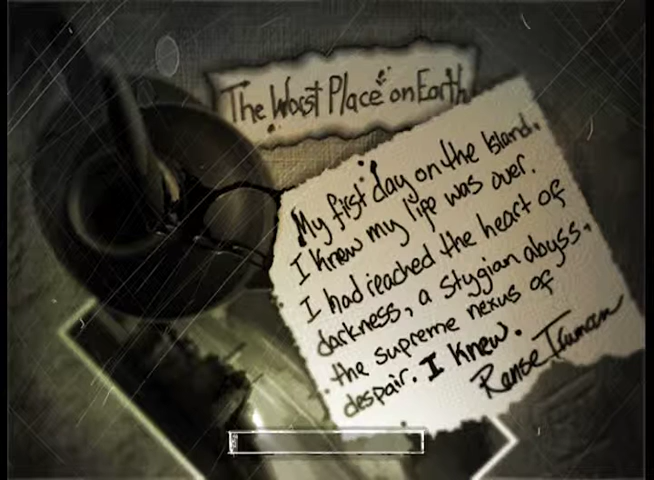 The Worst Place on Earth
My first day on the Island.
I knew my life was over.
I had reached the heart of
darkness, a Stygian abyss,
the supreme nexus of
despair. I knew.
Ranse Truman